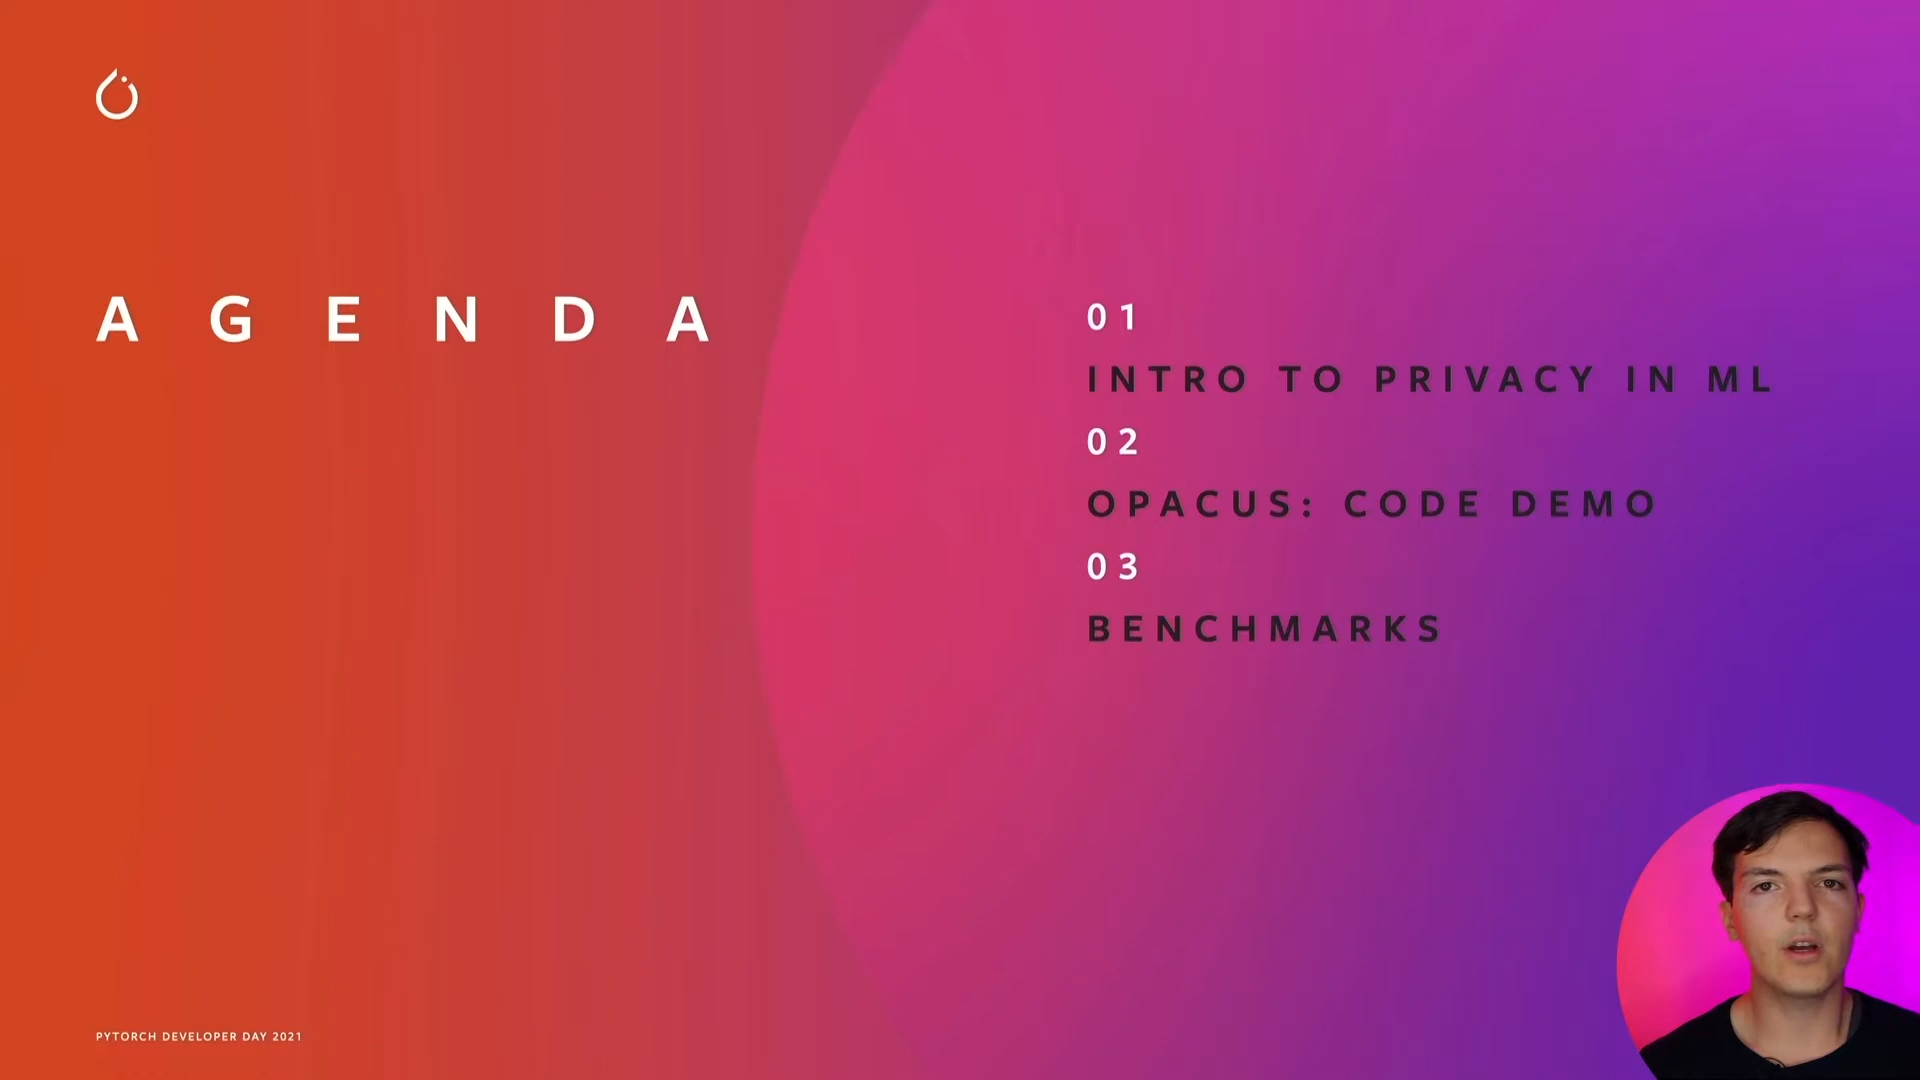 AGENDA
01
INTRO TO PRIVACY IN ML
02
OPACUS: CODE DEMO
03
BENCHMARKS
PYTORCH DEVELOPER DAY 2021